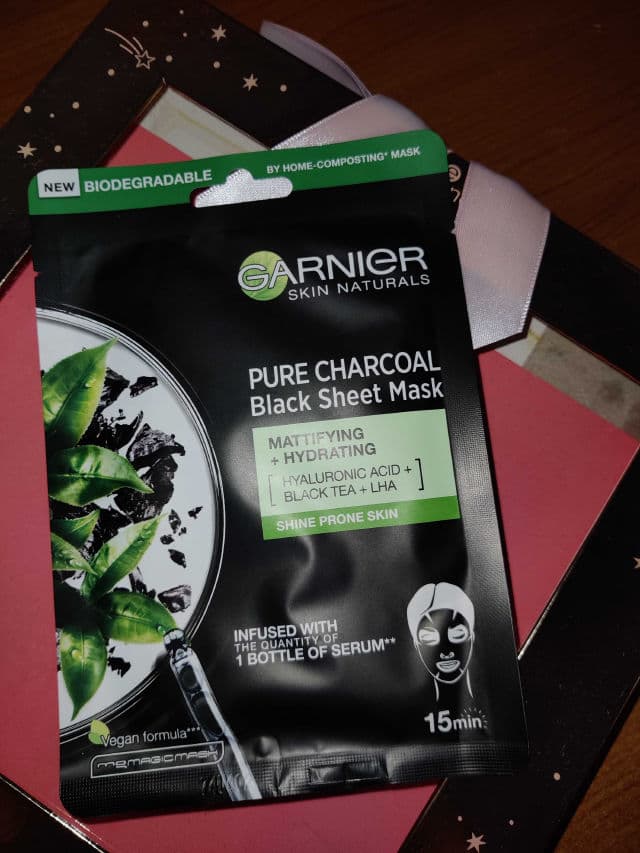 NEW BIODEGRADABLE BY HOME-COMPOSTING* MASK
GARNIER
SKIN NATURALS
PURE CHARCOAL
Black Sheet Mask
MATTIFYING
+ HYDRATING
[ HYALURONIC ACID +
BLACK TEA + LHA ]
SHINE PRONE SKIN
INFUSED WITH
THE QUANTITY OF
1 BOTTLE OF SERUM**
15min
Vegan formula***